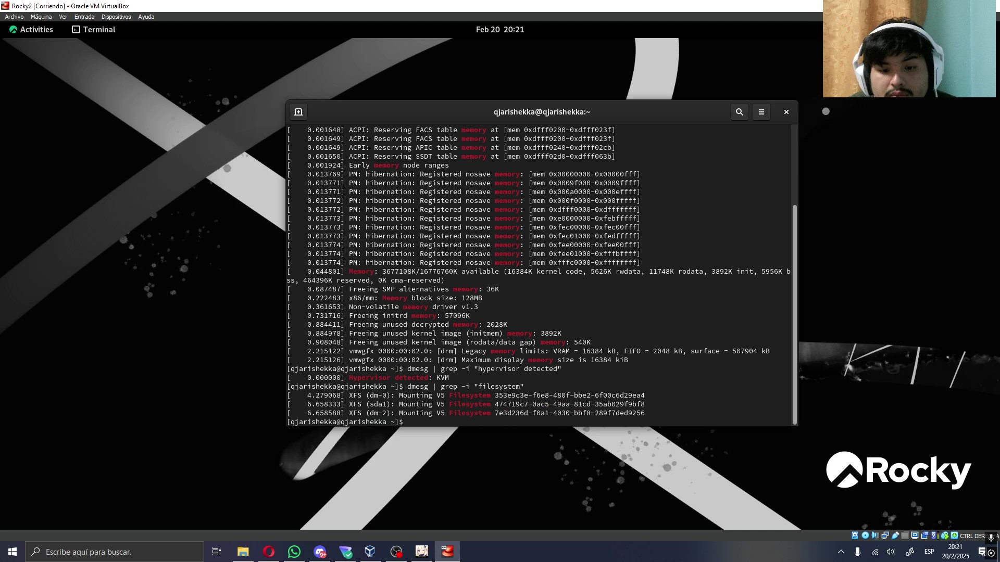 Rocky2 [Corriendo] - Oracle VM VirtualBox
Archivo Máquina Ver Entrada Dispositivos Ayuda
Activities Terminal Feb 20 20:21
qjarishekka@qjarishekka:~
[    0.001648] ACPI: Reserving FACS table memory at [mem 0xdfff0200-0xdfff023f]
[    0.001649] ACPI: Reserving FACS table memory at [mem 0xdfff0200-0xdfff023f]
[    0.001649] ACPI: Reserving APIC table memory at [mem 0xdfff0240-0xdfff02cb]
[    0.001650] ACPI: Reserving SSDT table memory at [mem 0xdfff02d0-0xdfff063b]
[    0.001924] Early memory node ranges
[    0.013769] PM: hibernation: Registered nosave memory: [mem 0x00000000-0x00000fff]
[    0.013771] PM: hibernation: Registered nosave memory: [mem 0x0009f000-0x0009ffff]
[    0.013771] PM: hibernation: Registered nosave memory: [mem 0x000a0000-0x000effff]
[    0.013772] PM: hibernation: Registered nosave memory: [mem 0x000f0000-0x000fffff]
[    0.013772] PM: hibernation: Registered nosave memory: [mem 0xdfff0000-0xdfffffff]
[    0.013773] PM: hibernation: Registered nosave memory: [mem 0xe0000000-0xfebfffff]
[    0.013773] PM: hibernation: Registered nosave memory: [mem 0xfec00000-0xfec00fff]
[    0.013773] PM: hibernation: Registered nosave memory: [mem 0xfec01000-0xfedfffff]
[    0.013774] PM: hibernation: Registered nosave memory: [mem 0xfee00000-0xfee00fff]
[    0.013774] PM: hibernation: Registered nosave memory: [mem 0xfee01000-0xfffbffff]
[    0.013774] PM: hibernation: Registered nosave memory: [mem 0xfffc0000-0xffffffff]
[    0.044801] Memory: 3677108K/16776760K available (16384K kernel code, 5626K rwdata, 11748K rodata, 3892K init, 5956K b
ss, 464396K reserved, 0K cma-reserved)
[    0.087487] Freeing SMP alternatives memory: 36K
[    0.222483] x86/mm: Memory block size: 128MB
[    0.361653] Non-volatile memory driver v1.3
[    0.731716] Freeing initrd memory: 57096K
[    0.884411] Freeing unused decrypted memory: 2028K
[    0.884978] Freeing unused kernel image (initmem) memory: 3892K
[    0.908048] Freeing unused kernel image (rodata/data gap) memory: 540K
[    2.215122] vmwgfx 0000:00:02.0: [drm] Legacy memory limits: VRAM = 16384 kB, FIFO = 2048 kB, surface = 507904 kB
[    2.215126] vmwgfx 0000:00:02.0: [drm] Maximum display memory size is 16384 kiB
[qjarishekka@qjarishekka ~]$ dmesg | grep -i "hypervisor detected"
[    0.000000] Hypervisor detected: KVM
[qjarishekka@qjarishekka ~]$ dmesg | grep -i "filesystem"
[    4.279068] XFS (dm-0): Mounting V5 Filesystem 353e9c3e-f6e8-480f-bbe2-6f00c6d29ea4
[    6.658333] XFS (sda1): Mounting V5 Filesystem 474719c7-0ac5-49aa-81cd-35ab029f9bf8
[    6.658588] XFS (dm-2): Mounting V5 Filesystem 7e3d236d-f0a1-4030-bbf8-289f7ded9256
[qjarishekka@qjarishekka ~]$
Rocky
CTRL DERECHA
Escribe aquí para buscar.
9+
64
ESP
20:21
20/2/2025